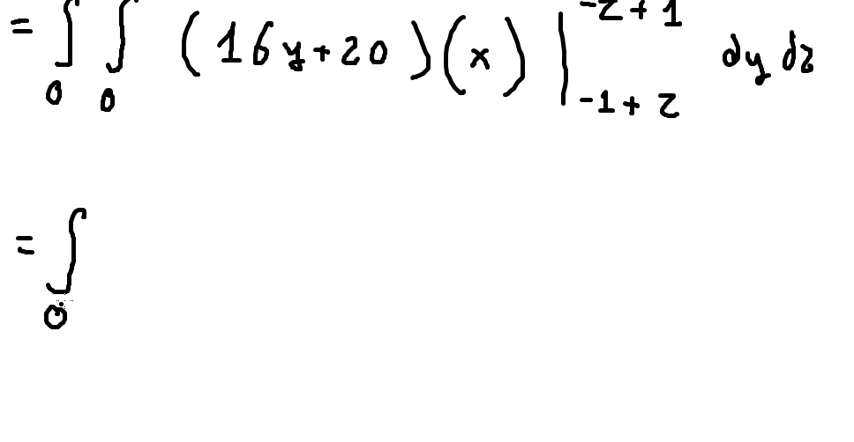 = ∫ ∫ (16y+20)(x) | -z+1 dy dz
0 0 -1+z
= ∫
0